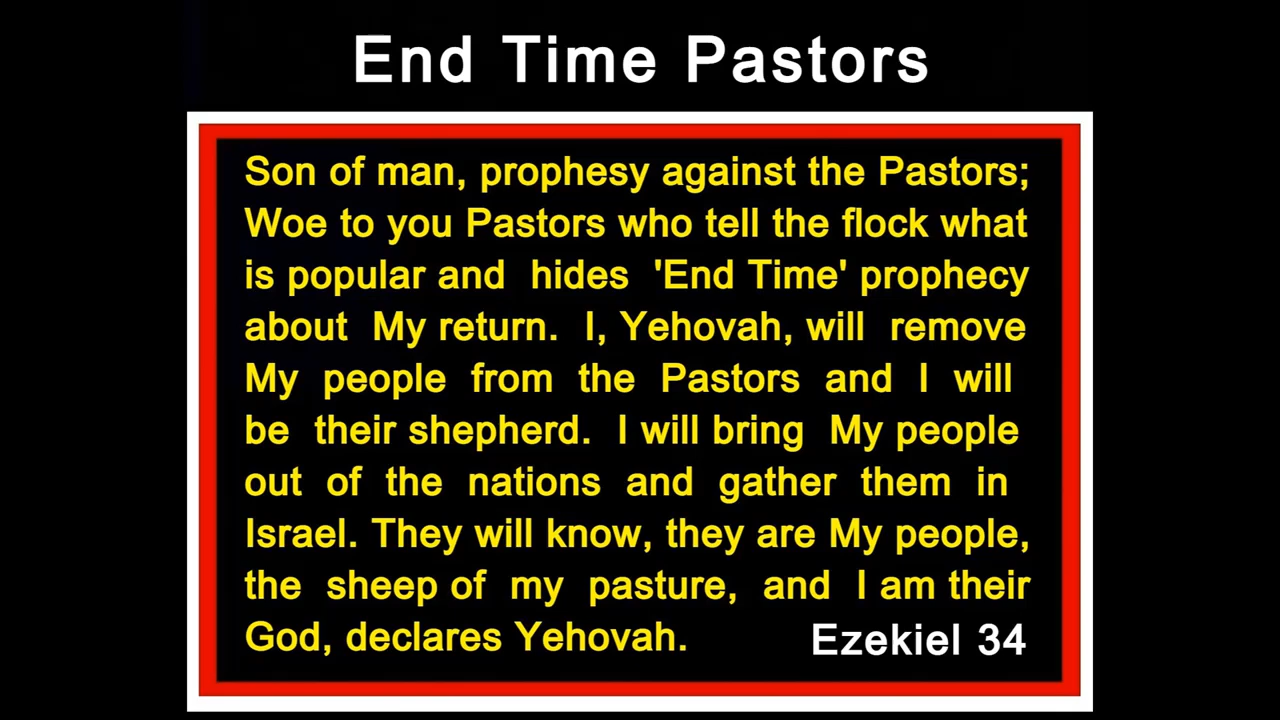 End Time Pastors
Son of man, prophesy against the Pastors;
Woe to you Pastors who tell the flock what
is popular and hides 'End Time' prophecy
about My return. I, Yehovah, will remove
My people from the Pastors and I will
be their shepherd. I will bring My people
out of the nations and gather them in
Israel. They will know, they are My people,
the sheep of my pasture, and I am their
God, declares Yehovah. Ezekiel 34